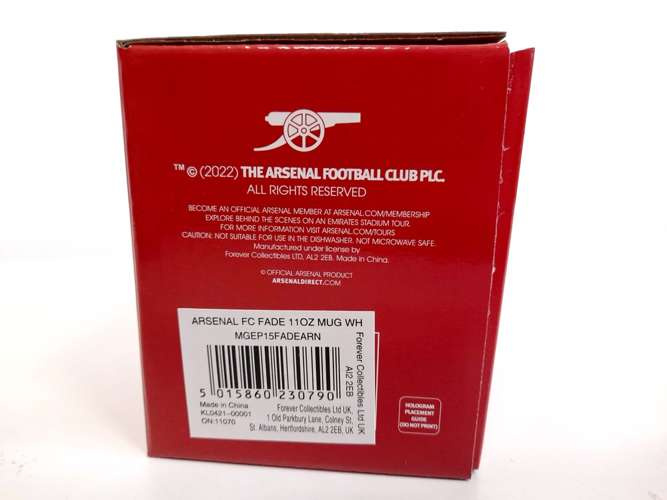 ™ © (2022) THE ARSENAL FOOTBALL CLUB PLC.
ALL RIGHTS RESERVED
BECOME AN OFFICIAL ARSENAL MEMBER AT ARSENAL.COM/MEMBERSHIP
EXPLORE BEHIND THE SCENES ON AN EMIRATES STADIUM TOUR.
FOR MORE INFORMATION VISIT ARSENAL.COM/TOURS
CAUTION: NOT SUITABLE FOR USE IN THE DISHWASHER. NOT MICROWAVE SAFE.
Manufactured under license by
Forever Collectibles LTD, AL2 2EB. Made in China.
© OFFICIAL ARSENAL PRODUCT
ARSENALDIRECT.COM
ARSENAL FC FADE 11OZ MUG WH
MGEP15FADEARN
5 015860 230790
Made in China
KL0421-00001
ON:11070
Forever Collectibles Ltd UK,
1 Old Parkbury Lane, Colney St,
St. Albans, Hertfordshire, AL2 2EB, UK
Forever Collectibles Ltd UK
Al2 2EB
HOLOGRAM
PLACEMENT
GUIDE
(DO NOT PRINT)